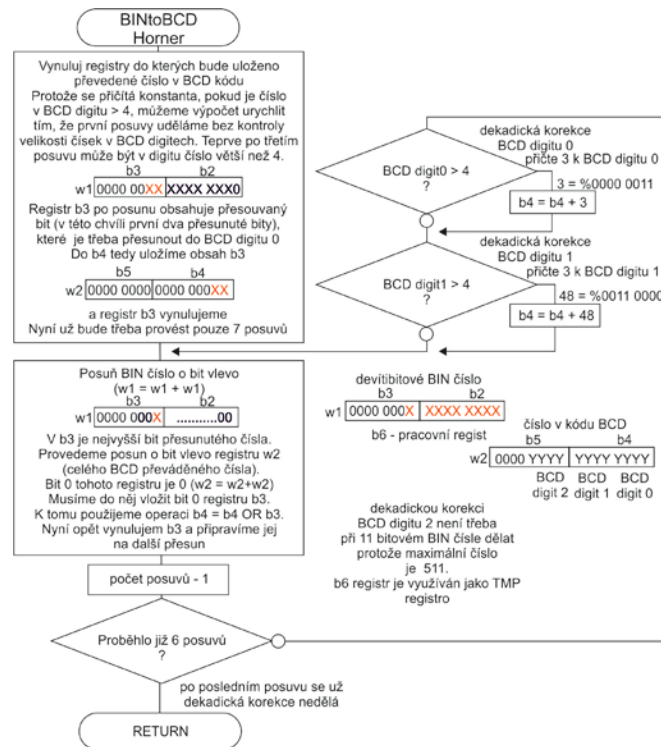 BINtoBCD
Horner
Vynuluj registry do kterých bude uloženo
převedené číslo v BCD kódu
Protože se přičítá konstanta, pokud je číslo
v BCD digitu > 4, můžeme výpočet urychlit
tím, že první posuvy uděláme bez kontroly
velikosti čísek v BCD digitech. Teprve po třetím
posuvu může být v digitu číslo větší než 4.
b3 b2
w1 0000 00XX XXXX XXX0
Registr b3 po posunu obsahuje přesouvaný
bit (v této chvíli první dva přesunuté bity),
které je třeba přesunout do BCD digitu 0
Do b4 tedy uložíme obsah b3
b5 b4
w2 0000 0000 0000 00XX
a registr b3 vynulujeme
Nyní už bude třeba provést pouze 7 posuvů
Posuň BIN číslo o bit vlevo
(w1 = w1 + w1)
b3 b2
w1 0000 000X ...........00
V b3 je nejvyšší bit přesunutého čísla.
Provedeme posun o bit vlevo registru w2
(celého BCD převáděného čísla).
Bit 0 tohoto registru je 0 (w2 = w2+w2)
Musíme do něj vložit bit 0 registru b3.
K tomu použijeme operaci b4 = b4 OR b3.
Nyní opět vynulujem b3 a připravíme jej
na další přesun
počet posuvů - 1
Proběhlo již 6 posuvů
?
po posledním posuvu se už
dekadická korekce nedělá
RETURN
dekadická korekce
BCD digitu 0
přičte 3 k BCD digitu 0
BCD digit0 > 4
?
3 = %0000 0011
b4 = b4 + 3
dekadická korekce
BCD digitu 1
přičte 3 k BCD digitu 1
BCD digit1 > 4
?
48 = %0011 0000
b4 = b4 + 48
devítibitové BIN číslo
b3 b2
w1 0000 000X XXXX XXXX
b6 - pracovní regist
číslo v kódu BCD
b5 b4
w2 0000 YYYY YYYY YYYY
BCD BCD BCD
digit 2 digit 1 digit 0
dekadickou korekci
BCD digitu 2 není třeba
při 11 bitovém BIN čísle dělat
protože maximální číslo
je 511.
b6 registr je využíván jako TMP
registro